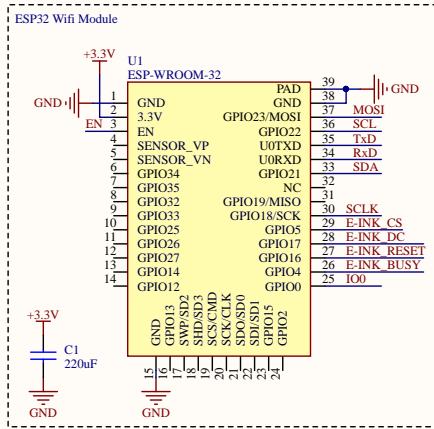 ESP32 Wifi Module
+3.3V
U1
ESP-WROOM-32
PAD 39
GND 1 GND GND 38 GND
2 3.3V GPIO23/MOSI 37 MOSI
EN 3 EN GPIO22 36 SCL
4 SENSOR_VP U0TXD 35 TxD
5 SENSOR_VN U0RXD 34 RxD
6 GPIO34 GPIO21 33 SDA
7 GPIO35 NC 32
8 GPIO32 GPIO19/MISO 31
9 GPIO33 GPIO18/SCK 30 SCLK
10 GPIO25 GPIO5 29 E-INK_CS
11 GPIO26 GPIO17 28 E-INK_DC
12 GPIO27 GPIO16 27 E-INK_RESET
13 GPIO14 GPIO4 26 E-INK_BUSY
14 GPIO12 GPIO0 25 IO0
GND
GPIO13
SWP/SD2
SHD/SD3
SCS/CMD
SCK/CLK
SDO/SD0
SDI/SD1
GPIO15
GPIO2
15 16 17 18 19 20 21 22 23 24
+3.3V
C1
220uF
GND
GND